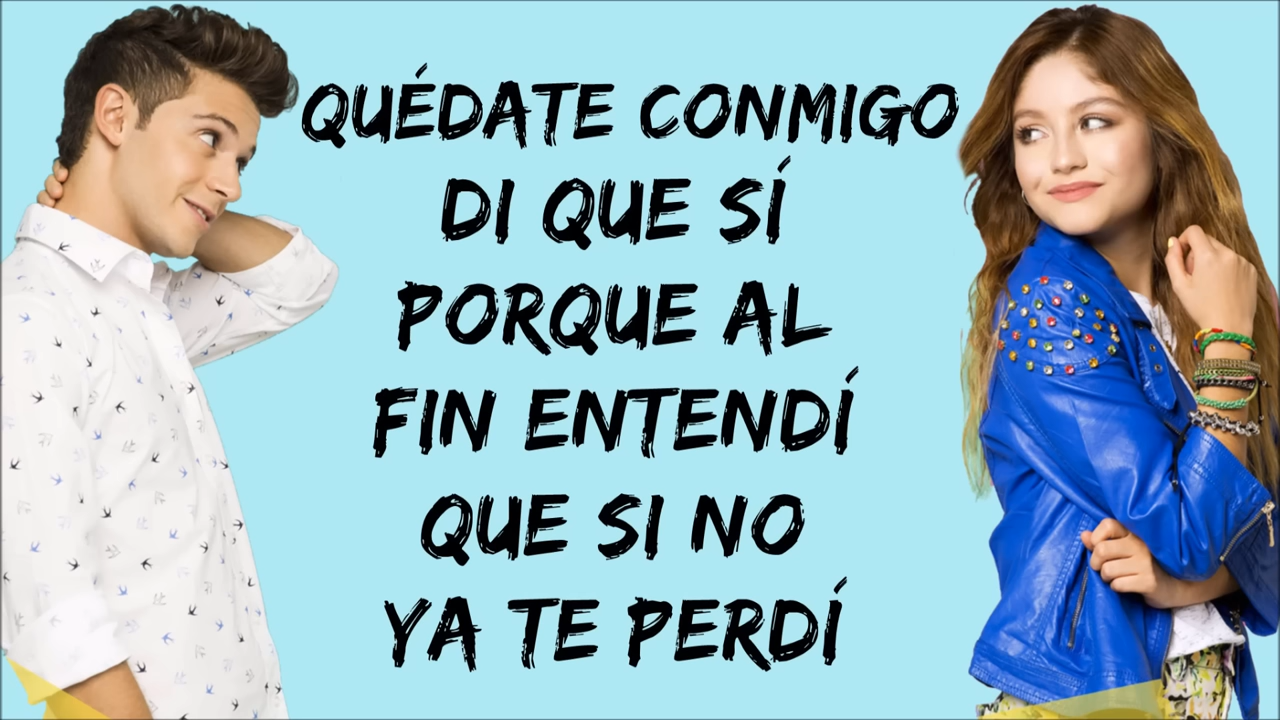 QUÉDATE CONMIGO
DI QUE SÍ
PORQUE AL
FIN ENTENDÍ
QUE SI NO
YA TE PERDÍ